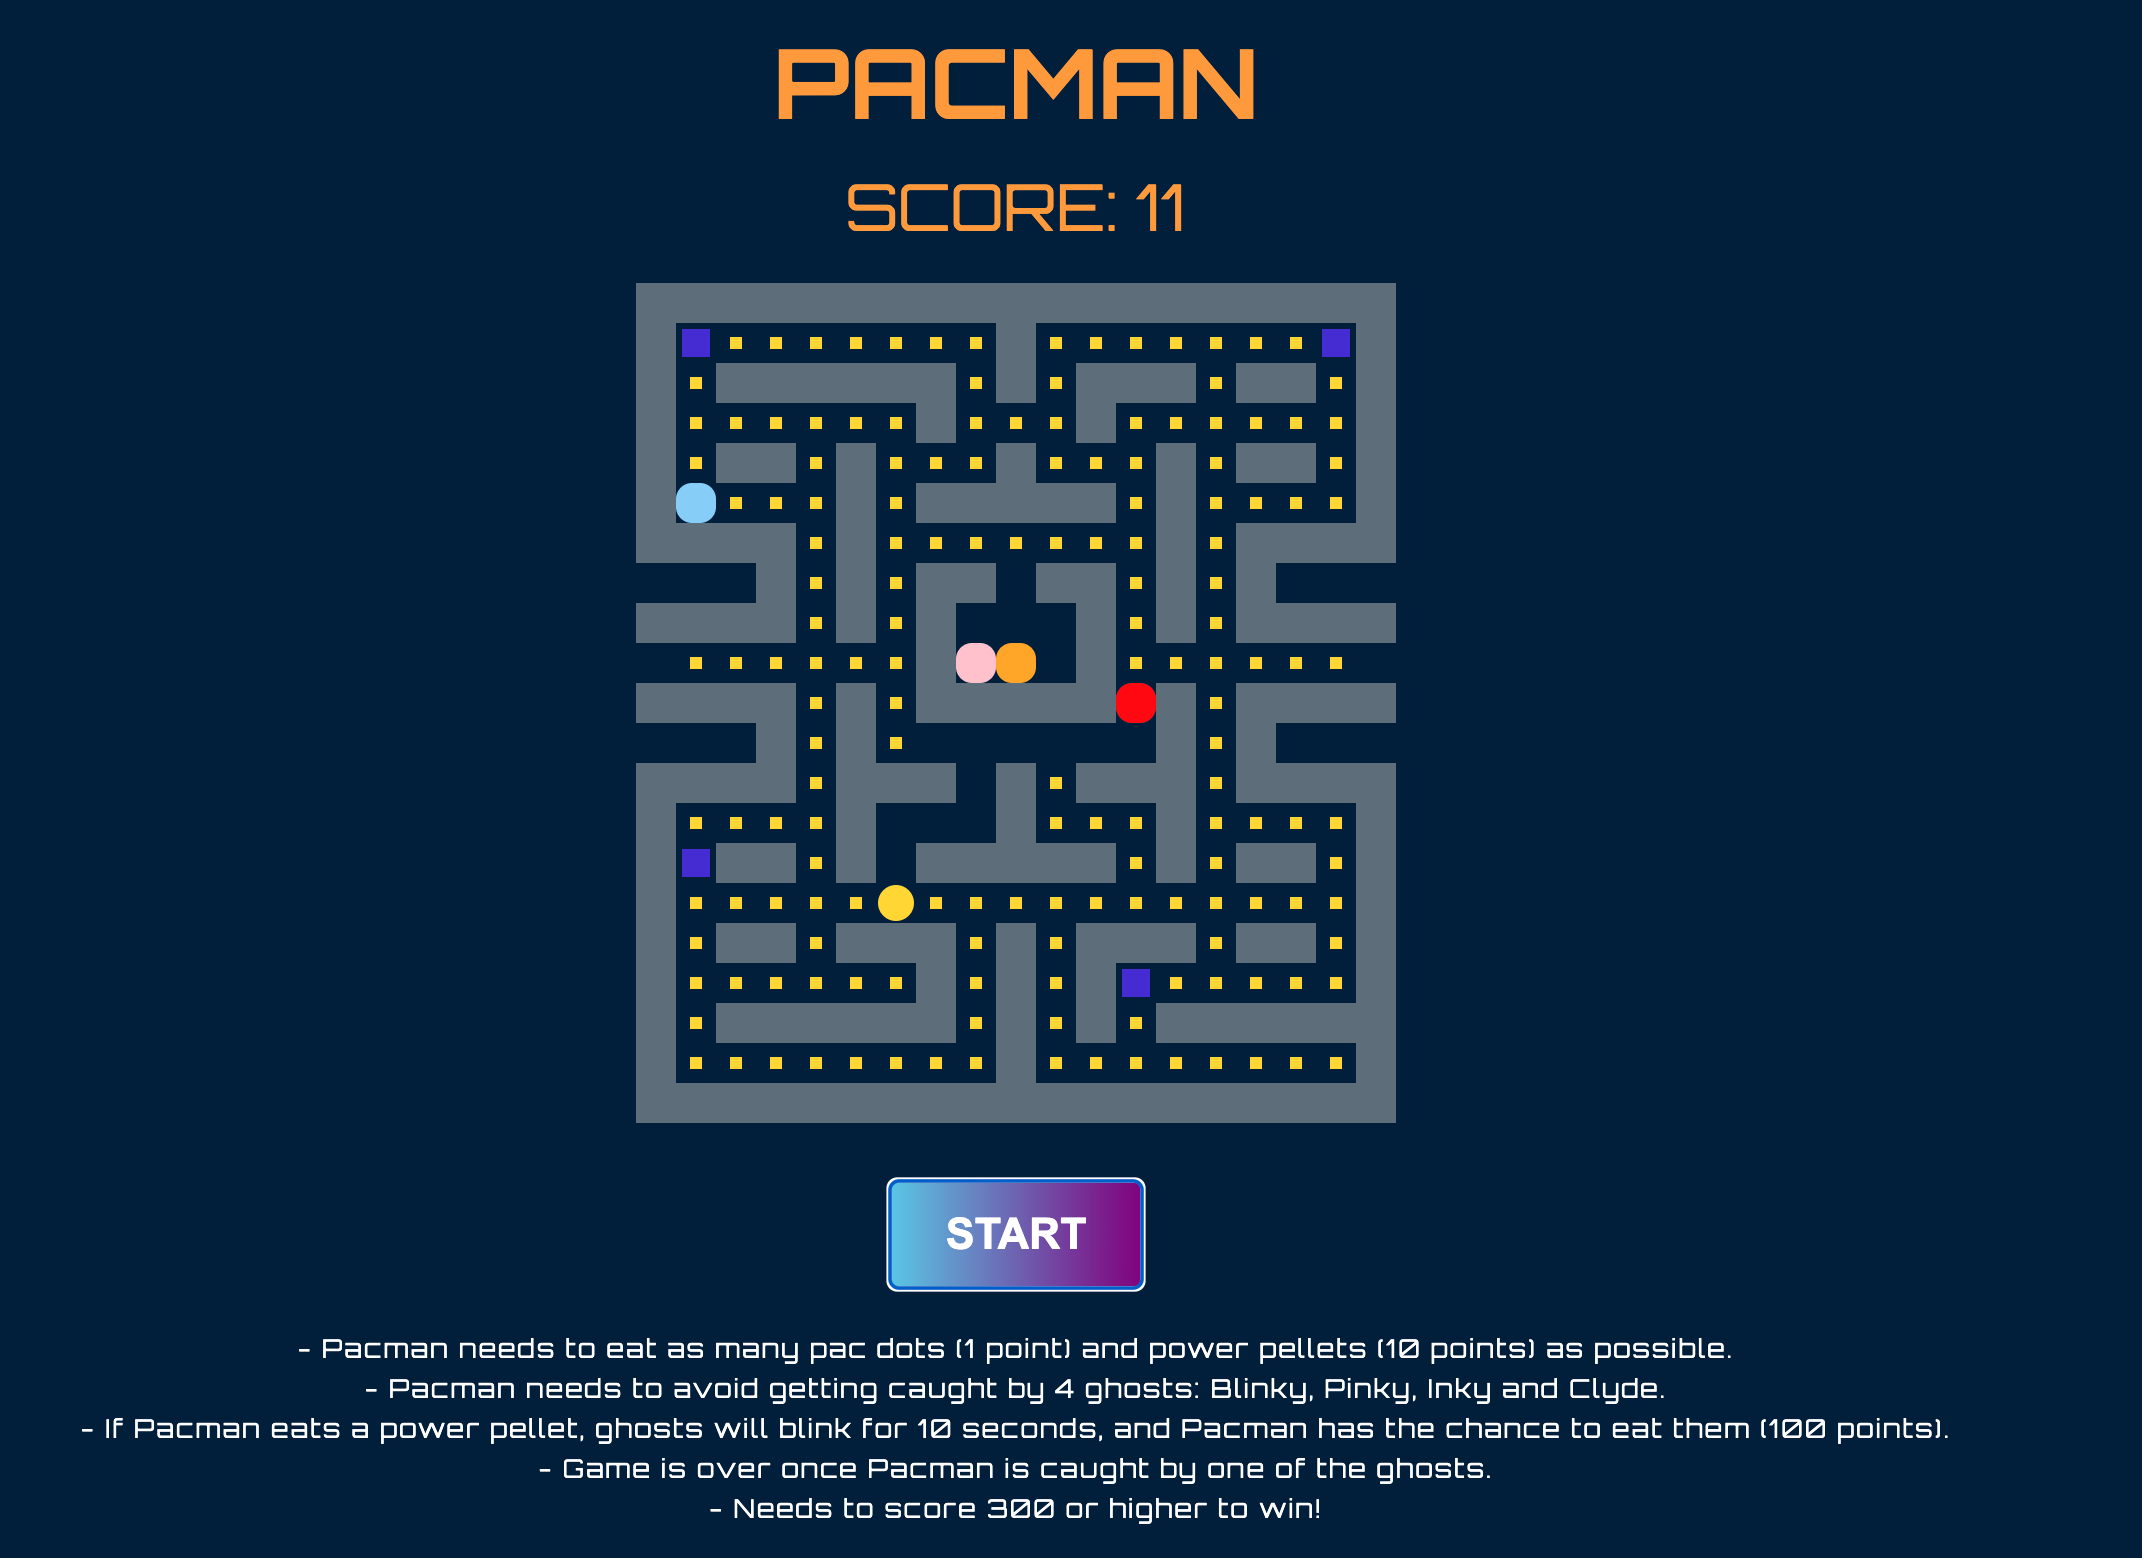 PACMAN
SCORE: 11
START
- Pacman needs to eat as many pac dots (1 point) and power pellets (10 points) as possible.
- Pacman needs to avoid getting caught by 4 ghosts: Blinky, Pinky, Inky and Clyde.
- If Pacman eats a power pellet, ghosts will blink for 10 seconds, and Pacman has the chance to eat them (100 points).
- Game is over once Pacman is caught by one of the ghosts.
- Needs to score 300 or higher to win!